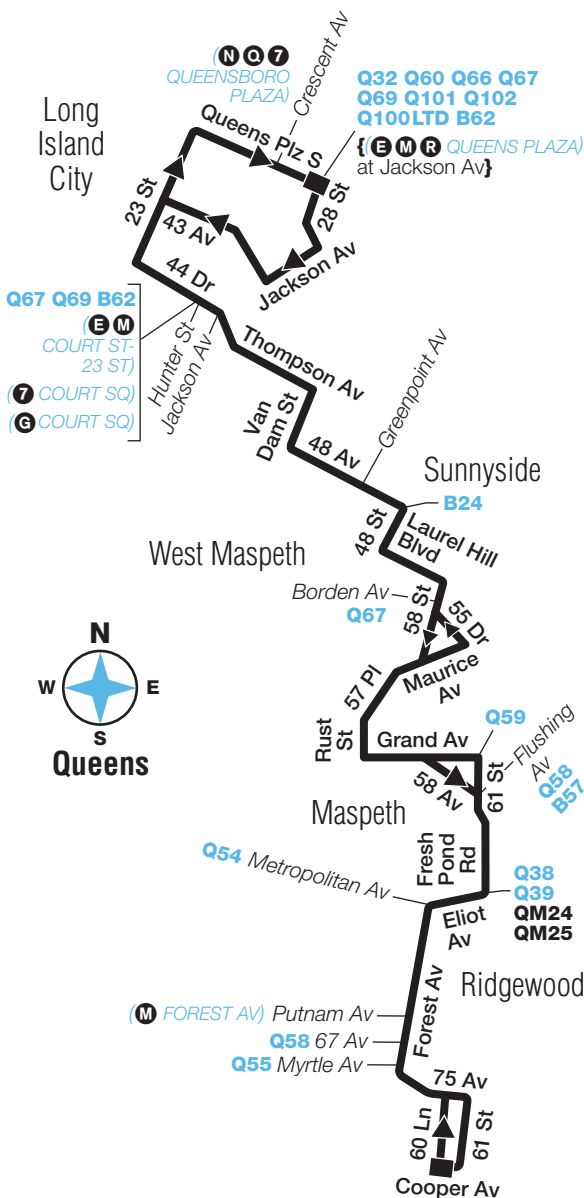 (N Q 7
QUEENSBORO
PLAZA)
Crescent Av
Q32 Q60 Q66 Q67
Q69 Q101 Q102
Q100LTD B62
{(E M R QUEENS PLAZA)
at Jackson Av}
Long
Island
City
Queens Plz S
28 St
23 St
43 Av
Jackson Av
44 Dr
Q67 Q69 B62
(E M
COURT ST-
23 ST)
(7 COURT SQ)
(G COURT SQ)
Hunter St
Jackson Av
Thompson Av
Van
Dam St
Greenpoint Av
48 Av
Sunnyside
B24
48 St
Laurel Hill
Blvd
West Maspeth
Borden Av
Q67
58 St
55 Dr
Maurice
Av
57 Pl
N
W E
S
Queens
Rust
St
Grand Av
Q59
58 Av
61 St
Flushing
Av
Q58
B57
Maspeth
Fresh
Pond
Rd
Q54 Metropolitan Av
Q38
Q39
QM24
QM25
Eliot
Av
Ridgewood
Forest Av
(M FOREST AV) Putnam Av
Q58 67 Av
Q55 Myrtle Av
75 Av
60 Ln
61 St
Cooper Av